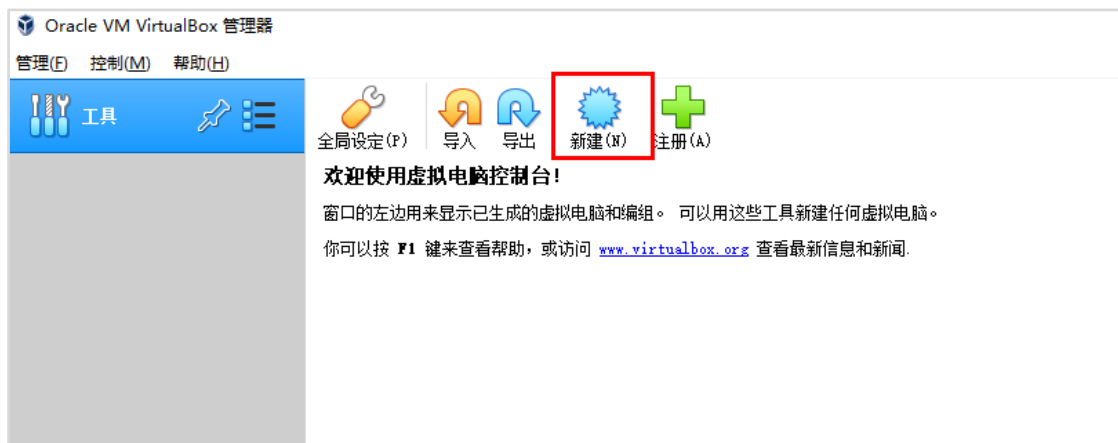 Oracle VM VirtualBox 管理器
管理(F) 控制(M) 帮助(H)
工具
全局设定(P) 导入 导出 新建(N) 注册(A)
欢迎使用虚拟电脑控制台!
窗口的左边用来显示已生成的虚拟电脑和编组。 可以用这些工具新建任何虚拟电脑。
你可以按 F1 键来查看帮助，或访问 www.virtualbox.org 查看最新信息和新闻.